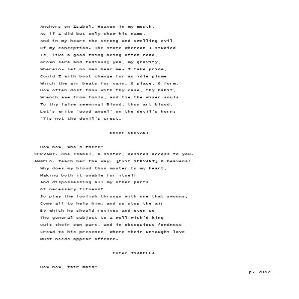 Anchors on Isabel. Heaven in my mouth,
As if I did but only chew his name,
And in my heart the strong and swelling evil
Of my conception. The state whereon I studied
Is, like a good thing being often read,
Grown sere and tedious; yea, my gravity,
Wherein let no man hear me I take pride,
Could I with boot change for an idle plume
Which the air beats for vain. O place, O form,
How often dost thou with thy case, thy habit,
Wrench awe from fools, and tie the wiser souls
To thy false seeming! Blood, thou art blood.
Let's write 'good angel' on the devil's horn;
'Tis not the devil's crest.
Enter SERVANT
How now, who's there?
SERVANT. One Isabel, a sister, desires access to you.
ANGELO. Teach her the way. [Exit SERVANT] O heavens!
Why does my blood thus muster to my heart,
Making both it unable for itself
And dispossessing all my other parts
Of necessary fitness?
So play the foolish throngs with one that swoons;
Come all to help him, and so stop the air
By which he should revive; and even so
The general subject to a well-wish'd king
Quit their own part, and in obsequious fondness
Crowd to his presence, where their untaught love
Must needs appear offence.
Enter ISABELLA
How now, fair maid?